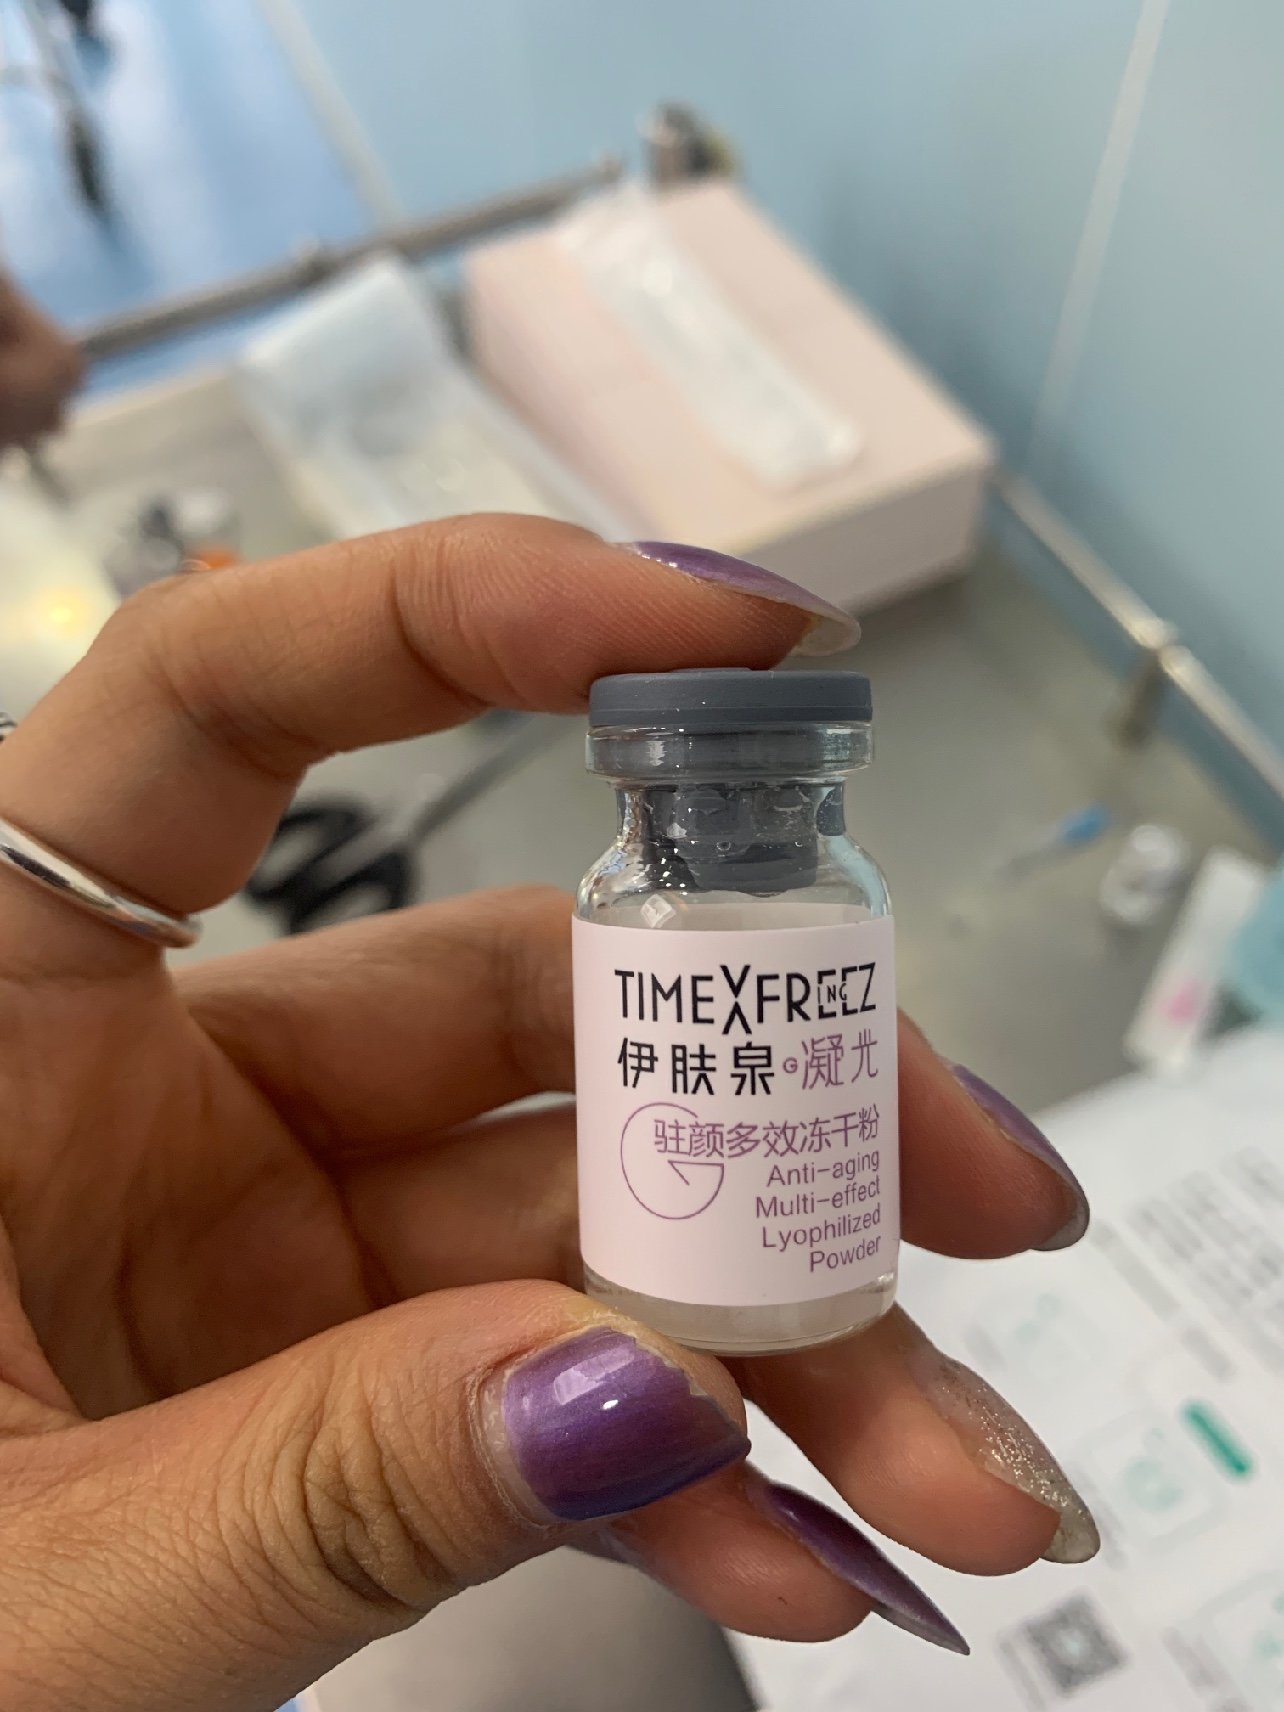 TIMEXFREEZ
ING
伊肤泉·凝光
驻颜多效冻干粉
Anti-aging
Multi-effect
Lyophilized
Powder